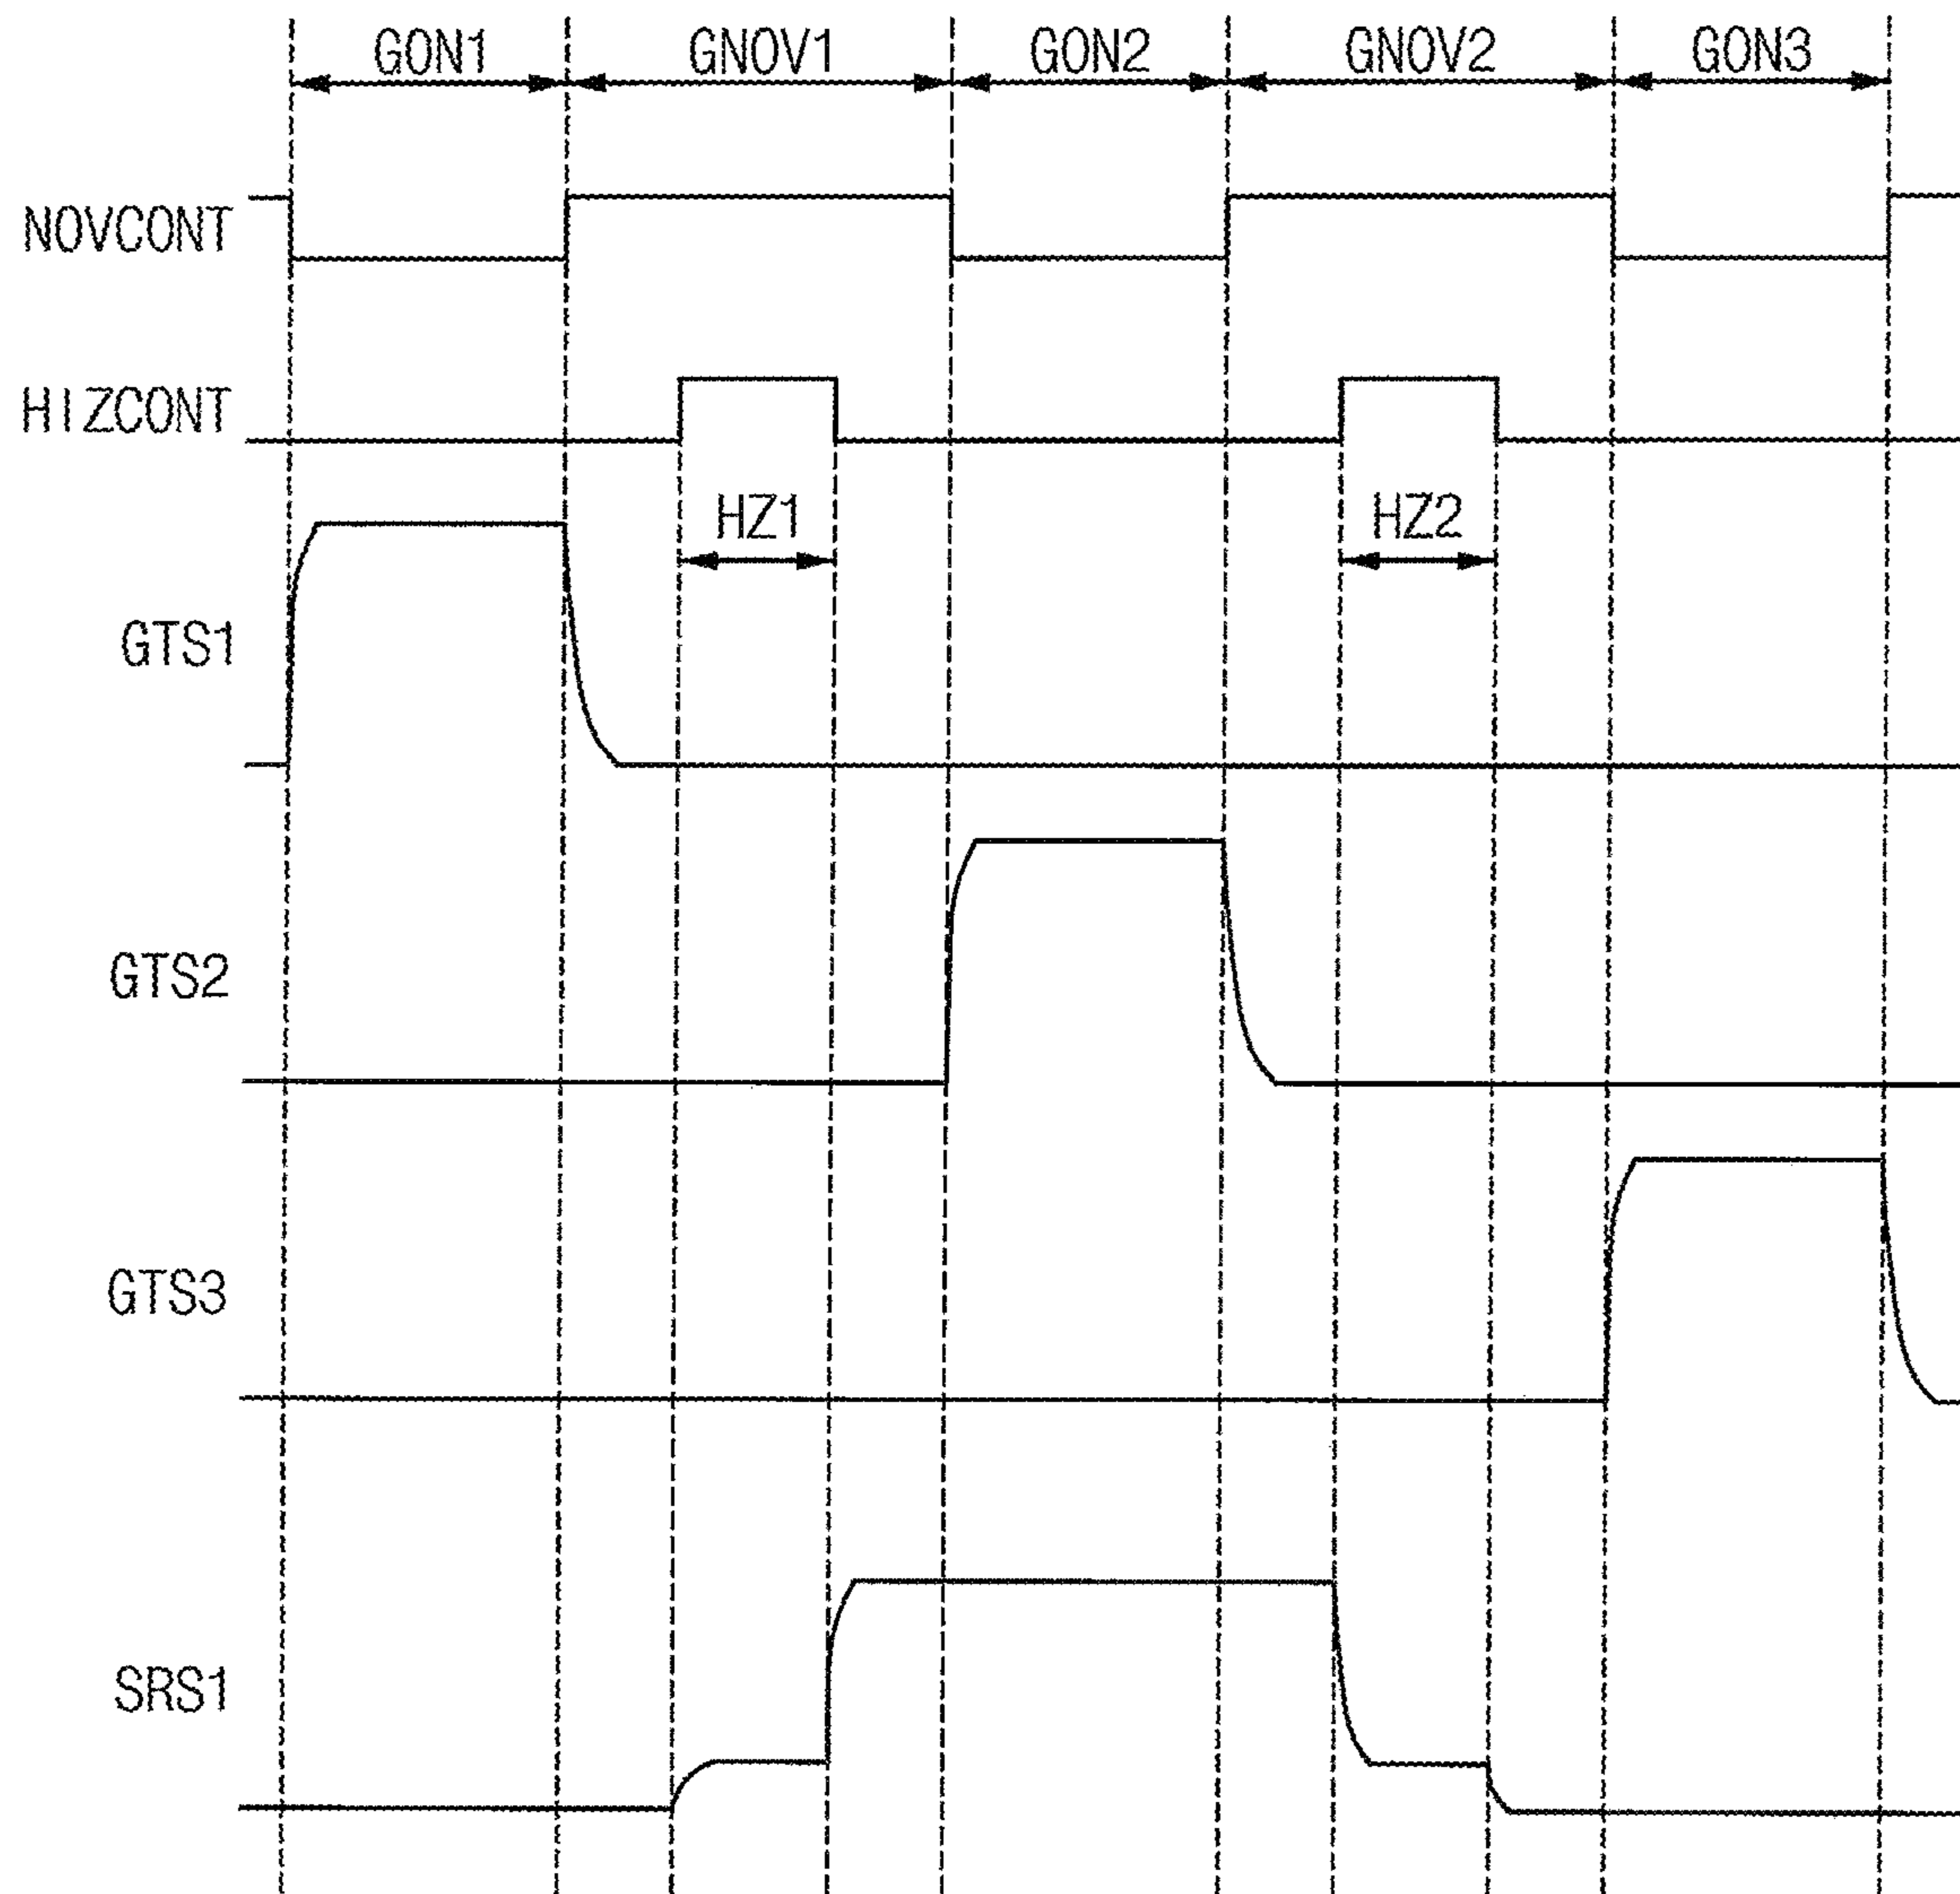 GON1 GNOV1 GON2 GNOV2 GON3
NOVCONT
HIZCONT
HZ1 HZ2
GTS1
GTS2
GTS3
SRS1